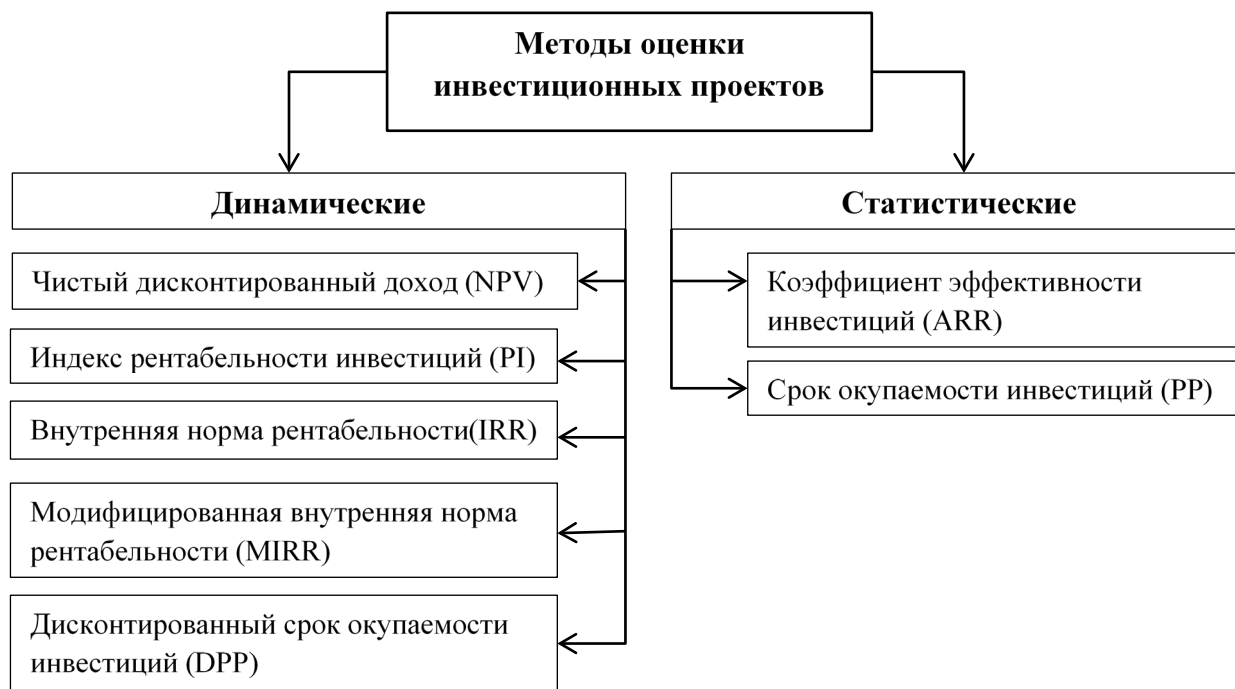 Методы оценки
инвестиционных проектов
Динамические
Чистый дисконтированный доход (NPV)
Индекс рентабельности инвестиций (PI)
Внутренняя норма рентабельности(IRR)
Модифицированная внутренняя норма
рентабельности (MIRR)
Дисконтированный срок окупаемости
инвестиций (DPP)
Статистические
Коэффициент эффективности
инвестиций (ARR)
Срок окупаемости инвестиций (PP)